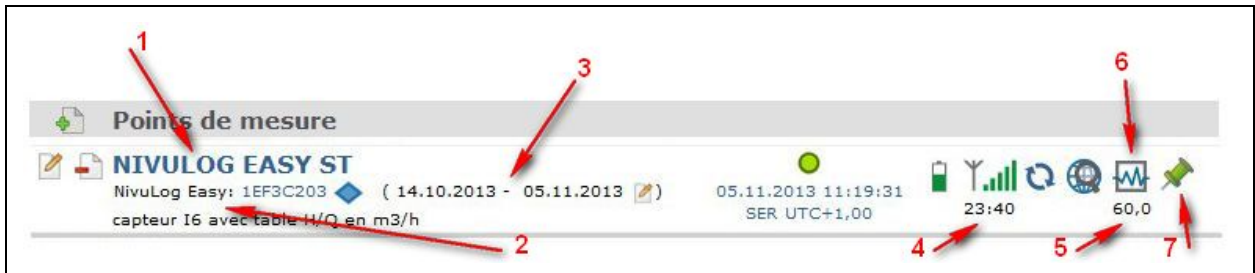 1
3
6
Points de mesure
NIVULOG EASY ST
NivuLog Easy: 1EF3C203 ( 14.10.2013 - 05.11.2013 )
capteur I6 avec table H/Q en m3/h
05.11.2013 11:19:31
SER UTC+1,00
23:40
60,0
2
4
5
7